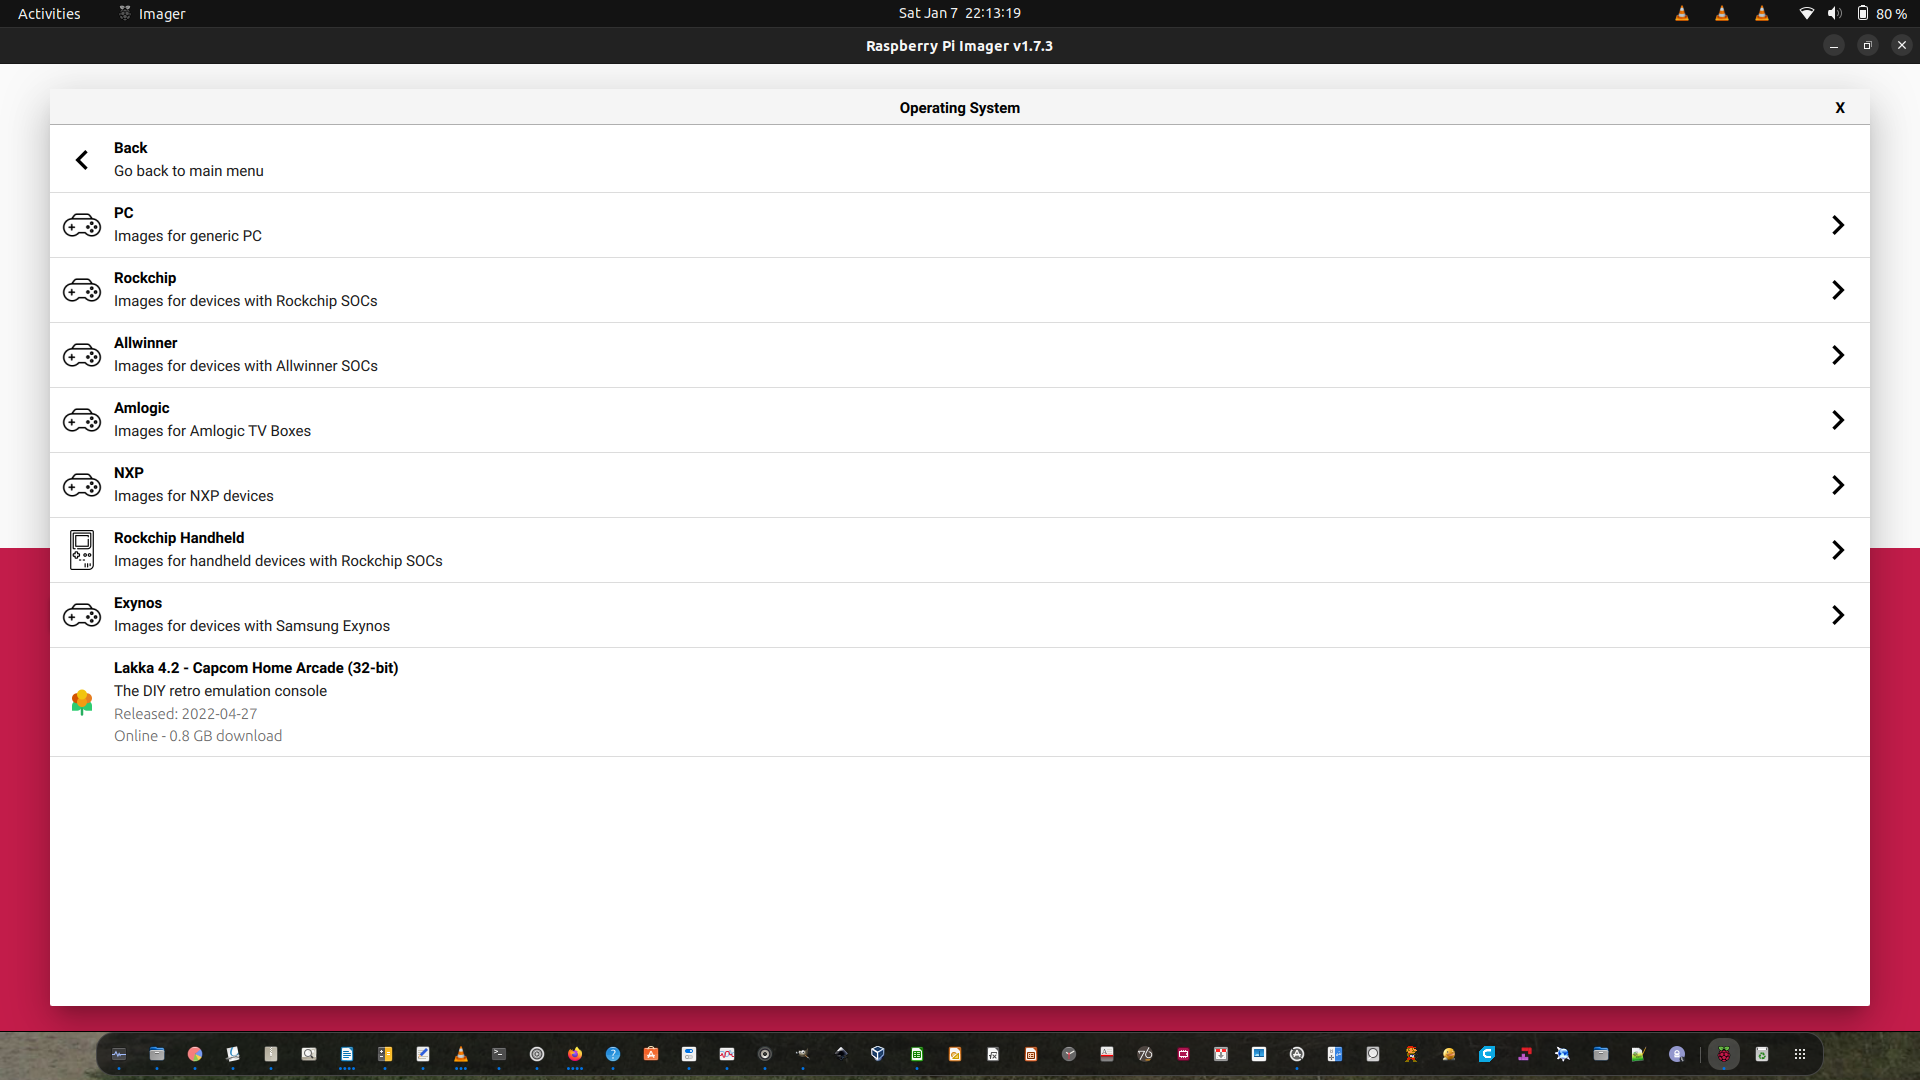 Activities
Imager
Sat Jan 7 22:13:19
80 %
Raspberry Pi Imager v1.7.3
Operating System
X
Back
Go back to main menu
PC
Images for generic PC
Rockchip
Images for devices with Rockchip SOCs
Allwinner
Images for devices with Allwinner SOCs
Amlogic
Images for Amlogic TV Boxes
NXP
Images for NXP devices
Rockchip Handheld
Images for handheld devices with Rockchip SOCs
Exynos
Images for devices with Samsung Exynos
Lakka 4.2 - Capcom Home Arcade (32-bit)
The DIY retro emulation console
Released: 2022-04-27
Online - 0.8 GB download
76